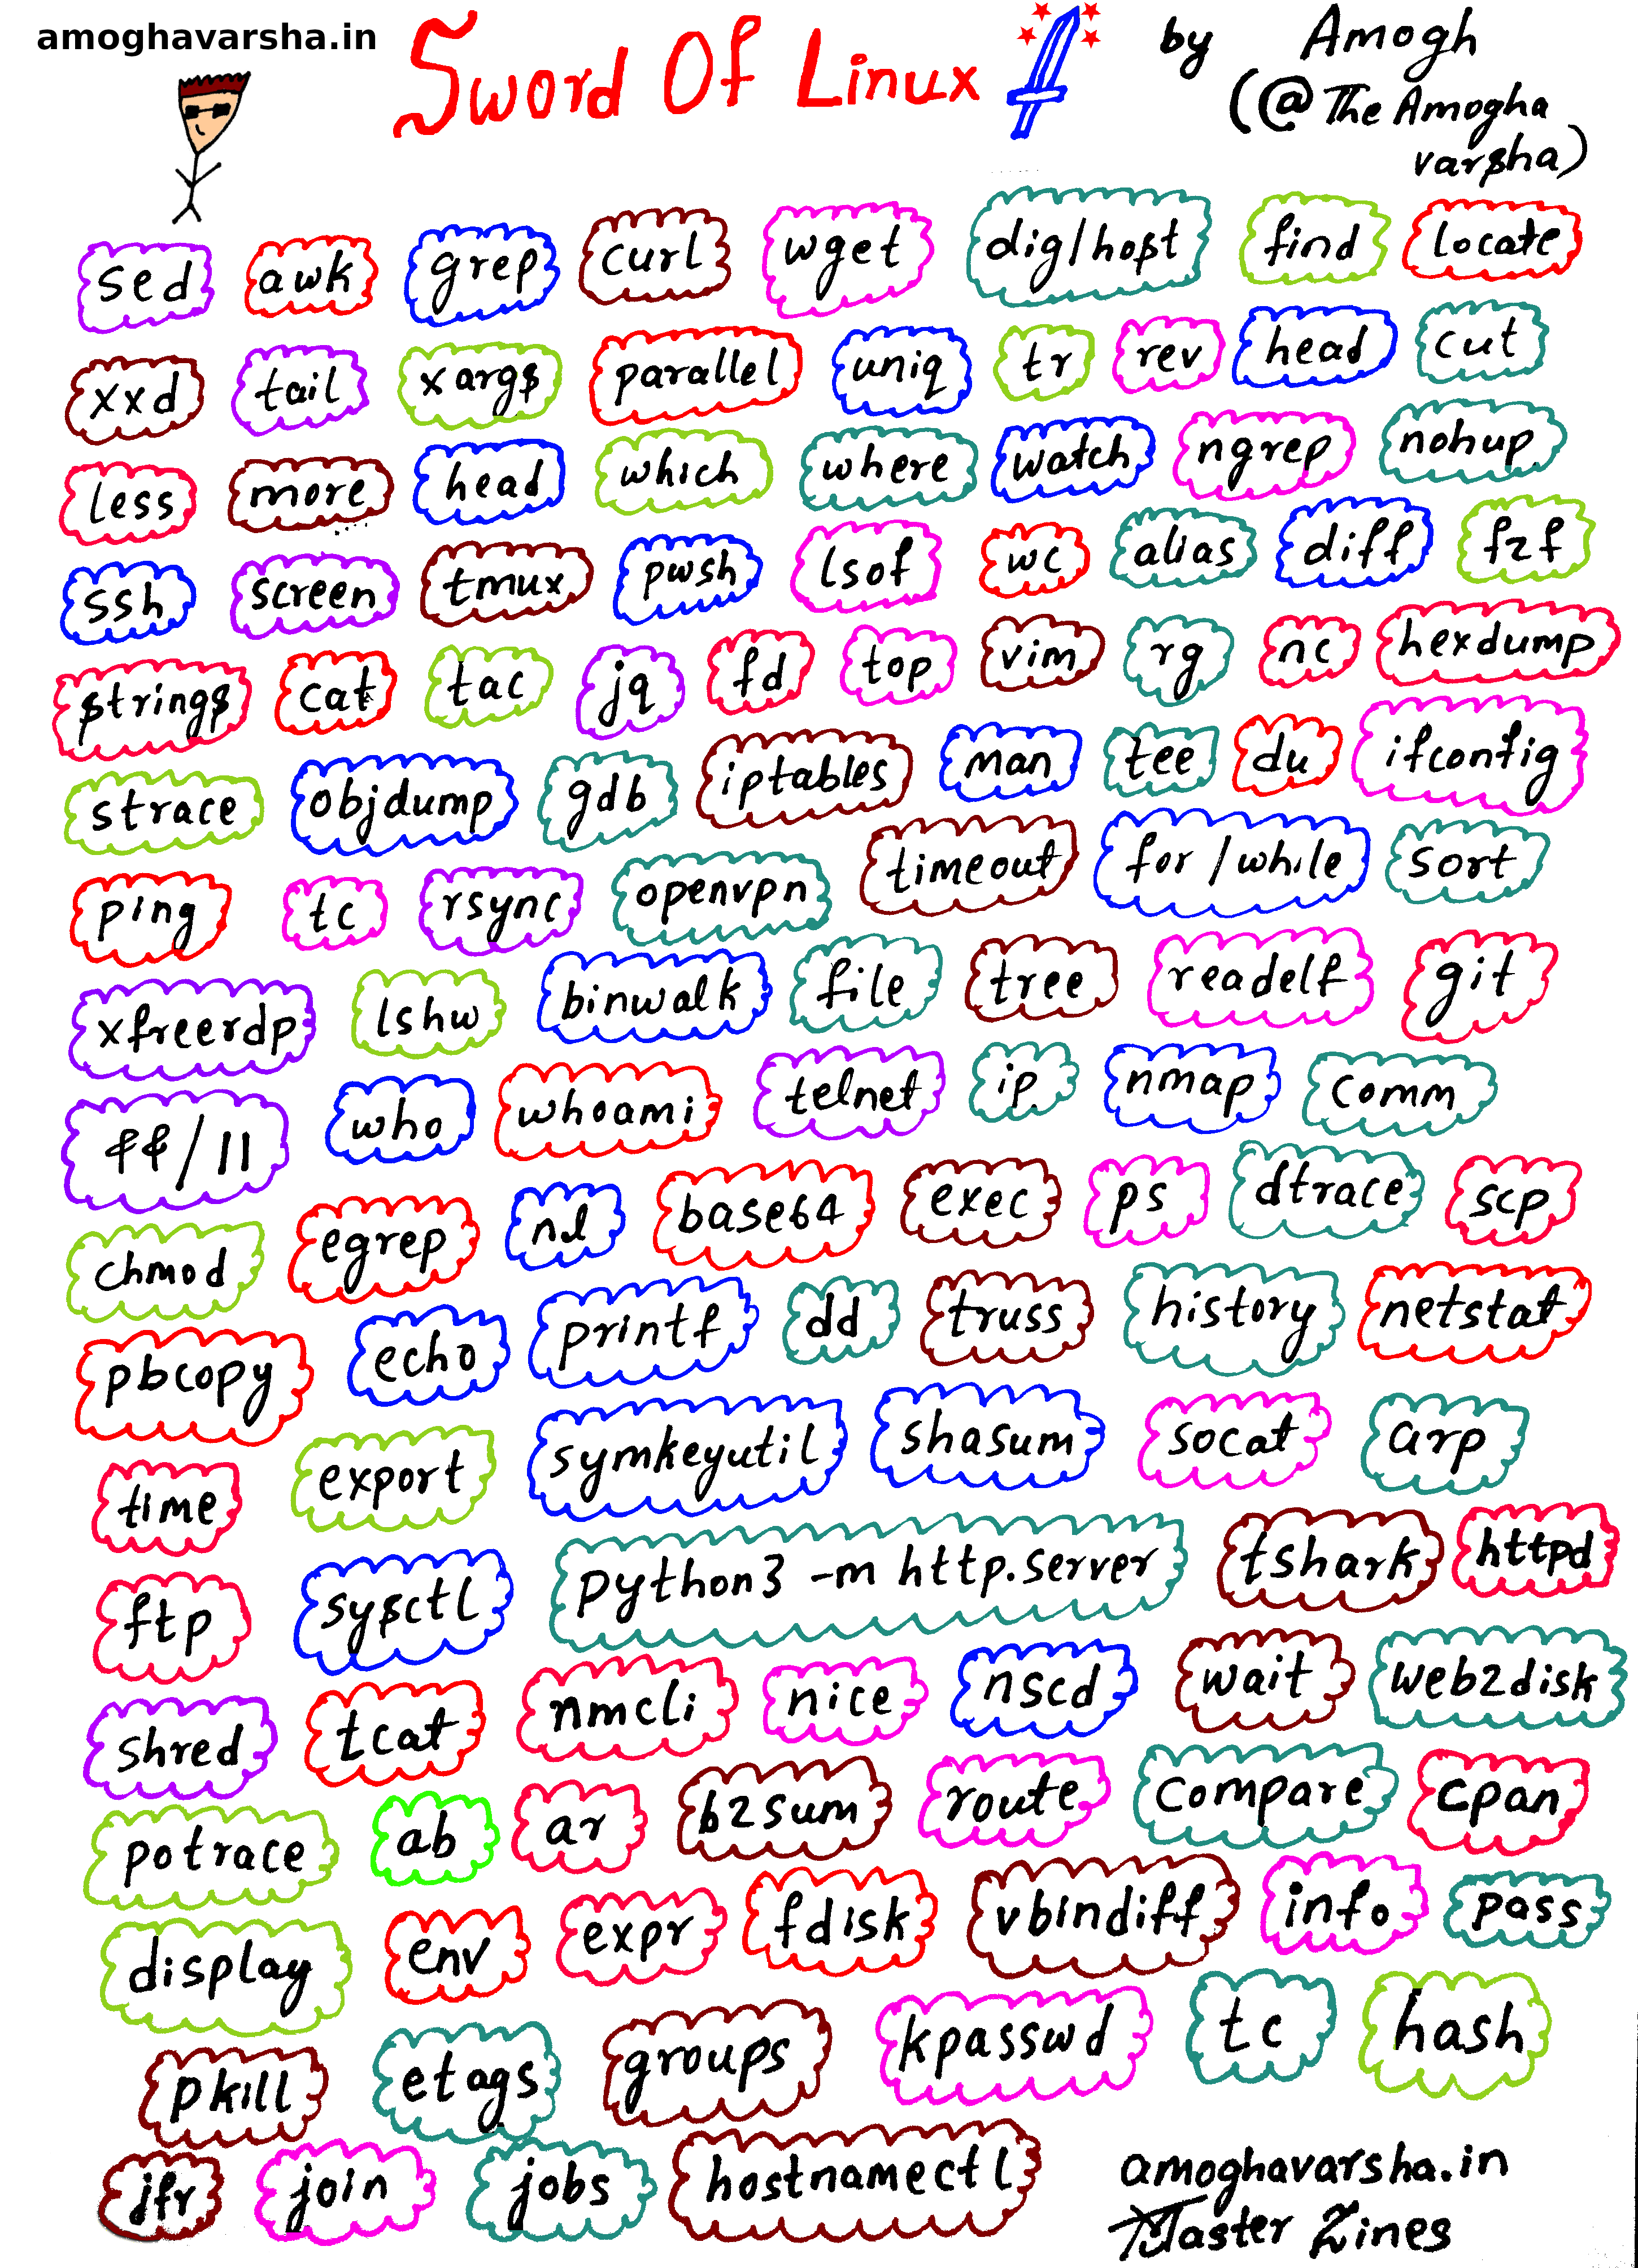 amoghavarsha.in
Sword Of Linux by Amogh
(@TheAmogha
varsha)
sed awk grep curl wget dig/host find locate
xxd tail xargs parallel uniq tr rev head cut
less more head which where watch ngrep nohup
ssh screen tmux pwsh lsof wc alias diff fzf
strings cat tac jq fd top vim rg nc hexdump
strace objdump gdb iptables man tee du ifconfig
ping tc rsync openvpn timeout for/while sort
xfreerdp lshw binwalk file tree readelf git
&&/|| who whoami telnet ip nmap comm
chmod egrep nl base64 exec ps dtrace scp
pbcopy echo printf dd truss history netstat
time export symkeyutil shasum socat arp
ftp sysctl python3 -m http.server tshark httpd
shred tcat nmcli nice nscd wait web2disk
potrace ab ar b2sum route compare cpan
display env expr fdisk vbindiff info pass
pkill etags groups kpasswd tc hash
jfr join jobs hostnamectl
amoghavarsha.in
Master Zines